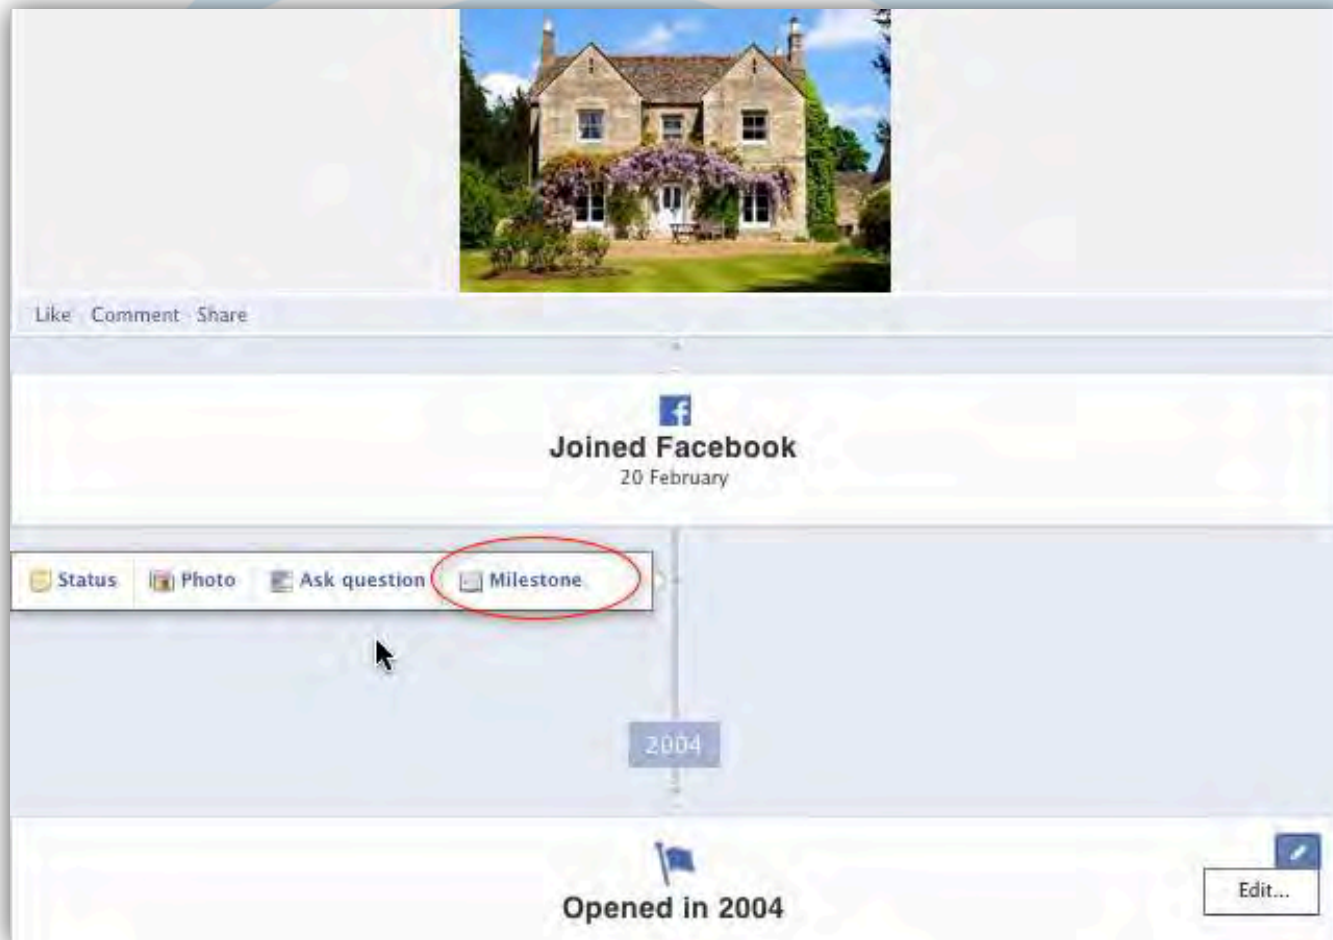 Like · Comment · Share
Joined Facebook
20 February
Status Photo Ask question Milestone
2004
Opened in 2004
Edit...